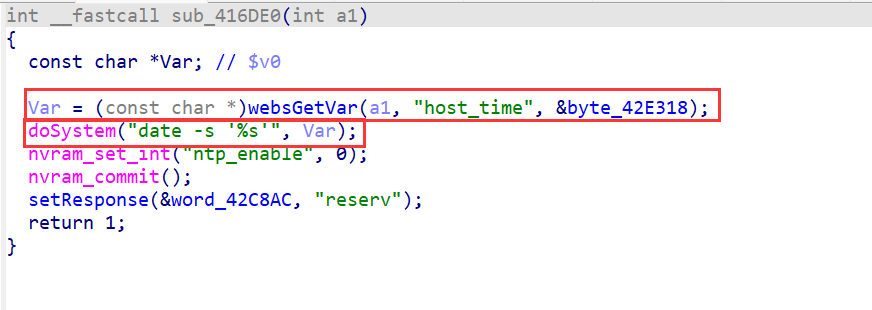 int __fastcall sub_416DE0(int a1)
{
const char *Var; // $v0
Var = (const char *)websGetVar(a1, "host_time", &byte_42E318);
doSystem("date -s '%s'", Var);
nvram_set_int("ntp_enable", 0);
nvram_commit();
setResponse(&word_42C8AC, "reserv");
return 1;
}